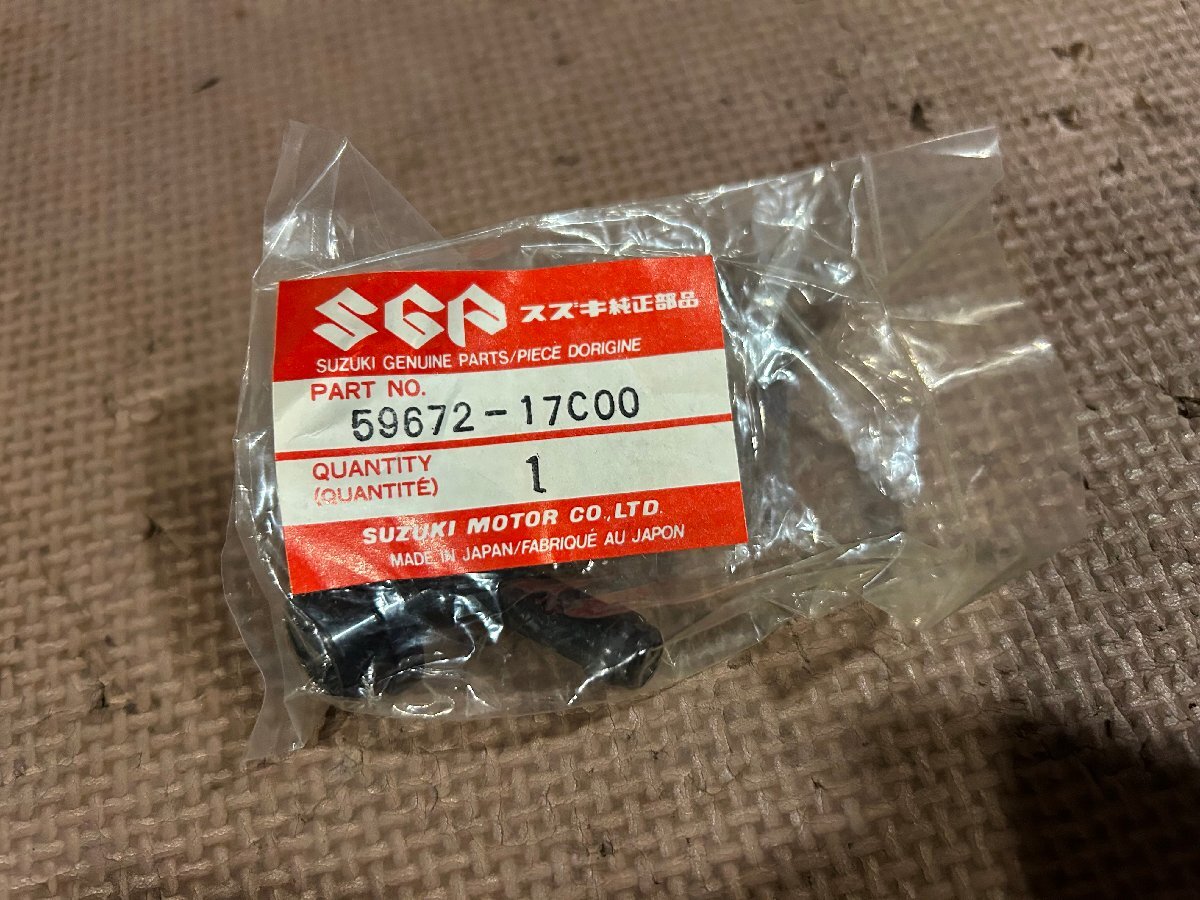 SGP スズキ純正部品
SUZUKI GENUINE PARTS/PIECE DORIGINE
PART NO.
59672-17C00
QUANTITY 1
(QUANTITÉ)
SUZUKI MOTOR CO.,LTD.
MADE IN JAPAN/FABRIQUÉ AU JAPON